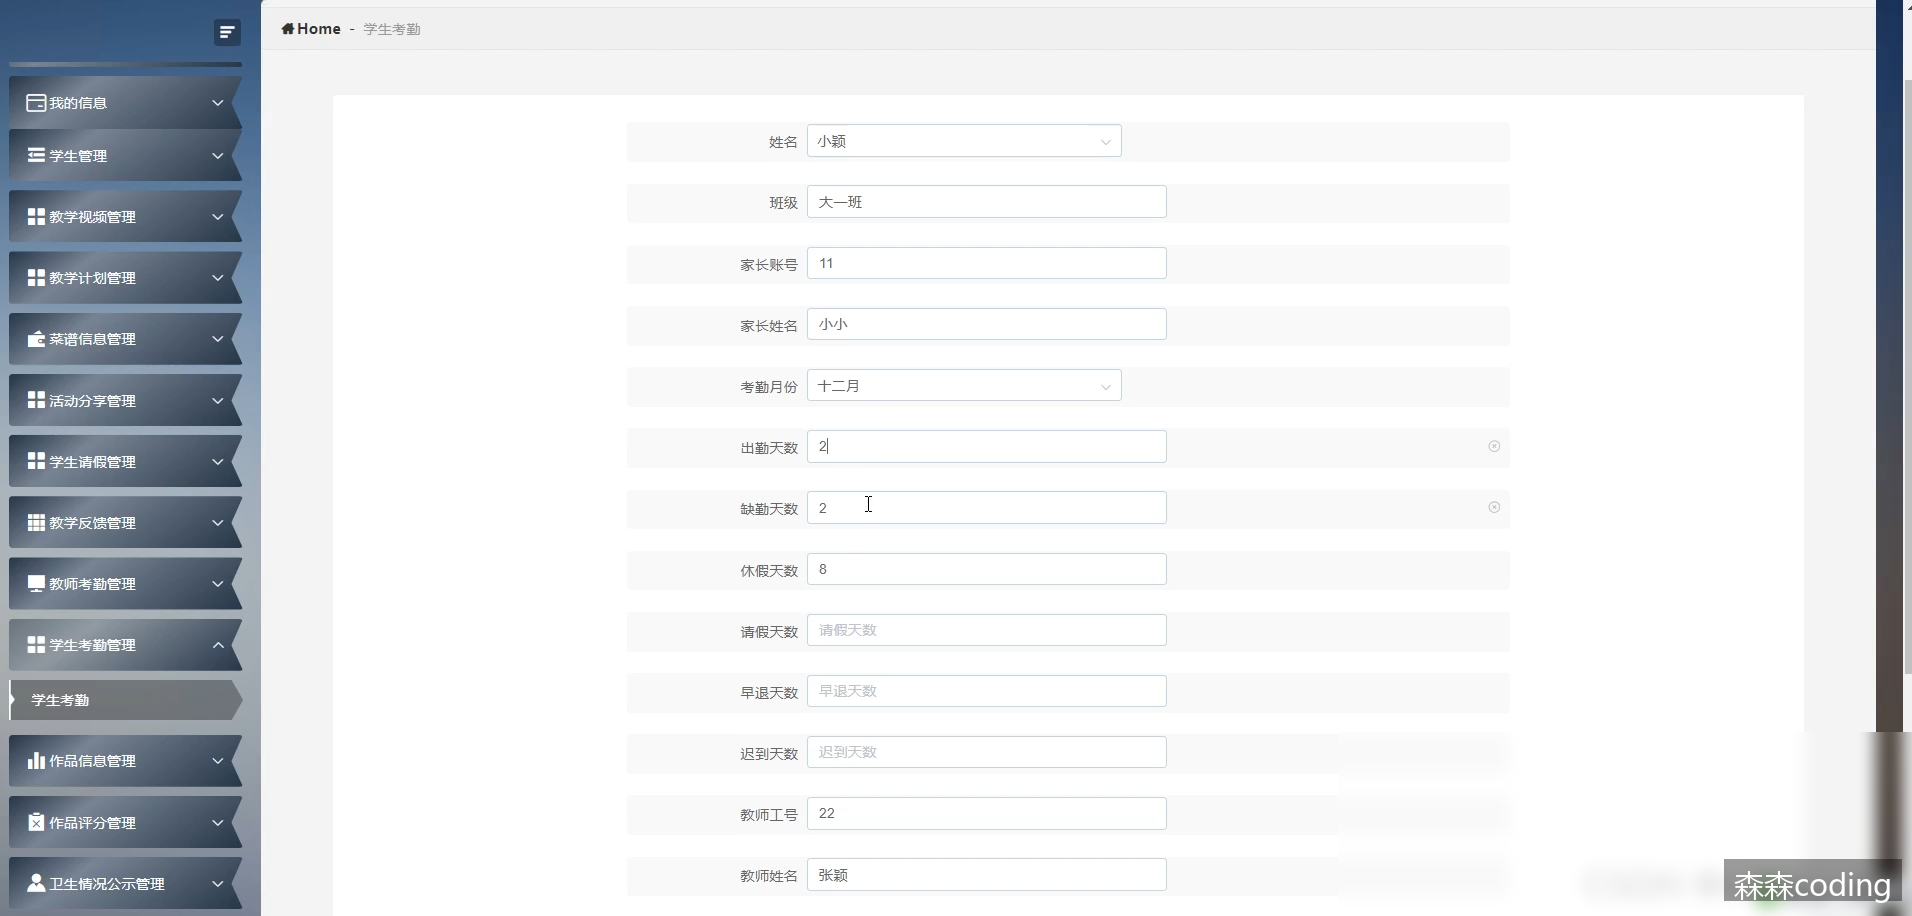 Home - 学生考勤
我的信息
学生管理
教学视频管理
教学计划管理
菜谱信息管理
活动分享管理
学生请假管理
教学反馈管理
教师考勤管理
学生考勤管理
学生考勤
作品信息管理
作品评分管理
卫生情况公示管理
姓名 小颖
班级 大一班
家长账号 11
家长姓名 小小
考勤月份 十二月
出勤天数 2
缺勤天数 2
休假天数 8
请假天数 请假天数
早退天数 早退天数
迟到天数 迟到天数
教师工号 22
教师姓名 张颖
森森coding